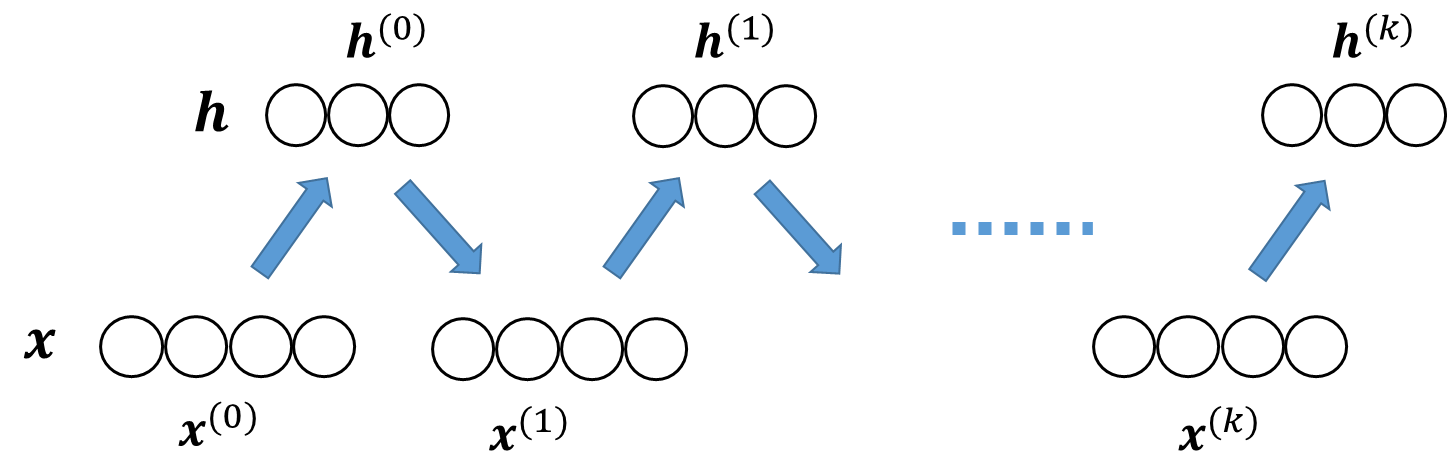 h⁽⁰⁾ h⁽¹⁾ h⁽ᵏ⁾
h
x
x⁽⁰⁾ x⁽¹⁾ x⁽ᵏ⁾